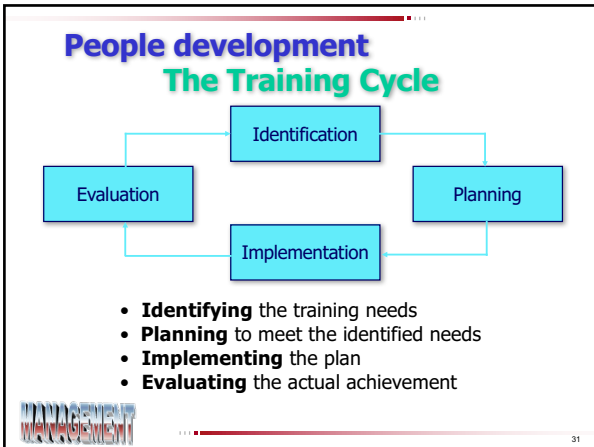 People development
The Training Cycle
Identification
Evaluation
Planning
Implementation
• Identifying the training needs
• Planning to meet the identified needs
• Implementing the plan
• Evaluating the actual achievement
MANAGEMENT
31